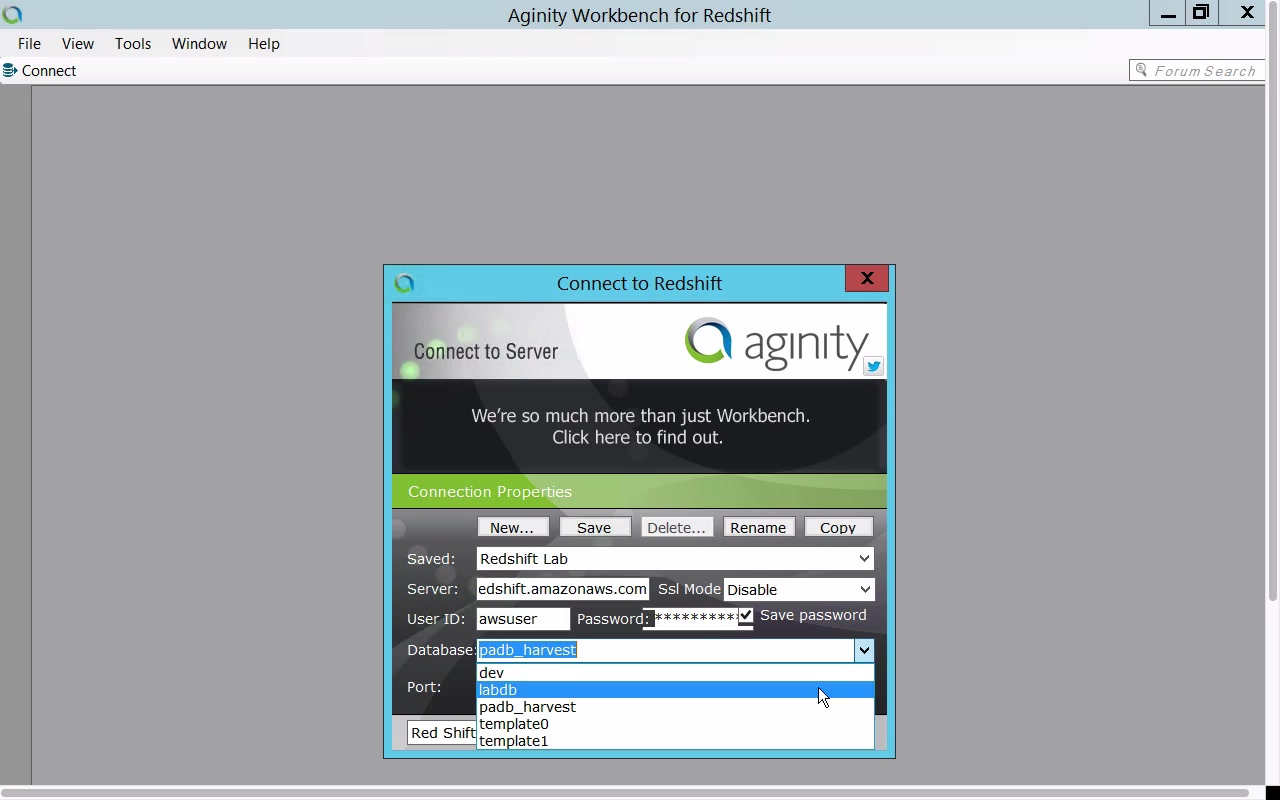 Aginity Workbench for Redshift
File View Tools Window Help
Connect
Forum Search
Connect to Redshift
Connect to Server
aginity
We're so much more than just Workbench.
Click here to find out.
Connection Properties
New... Save Delete... Rename Copy
Saved: Redshift Lab
Server: edshift.amazonaws.com Ssl Mode Disable
User ID: awsuser Password: ********** Save password
Database: padb_harvest
dev
Port: labdb
padb_harvest
template0
Red Shift
template1